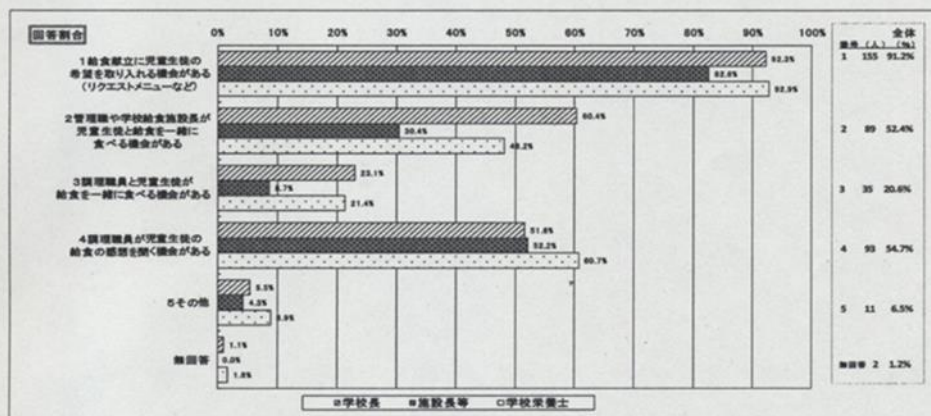 回答割合
0% 10% 20% 30% 40% 50% 60% 70% 80% 90% 100%
全体
(人) (%)
1給食献立に児童生徒の
希望を取り入れる機会がある
(リクエストメニューなど)
92.3%
82.6%
92.9%
1 155 91.2%
2管理職や学校給食施設長が
児童生徒と給食を一緒に
食べる機会がある
60.4%
30.4%
48.2%
2 89 52.4%
3調理職員と児童生徒が
給食を一緒に食べる機会がある
23.1%
8.7%
21.4%
3 35 20.6%
4調理職員が児童生徒の
給食の感想を聞く機会がある
51.6%
52.2%
60.7%
4 93 54.7%
5その他
5.5%
4.3%
8.9%
5 11 6.5%
無回答
1.1%
0.0%
1.8%
無回答 2 1.2%
学校長 施設長等 学校栄養士